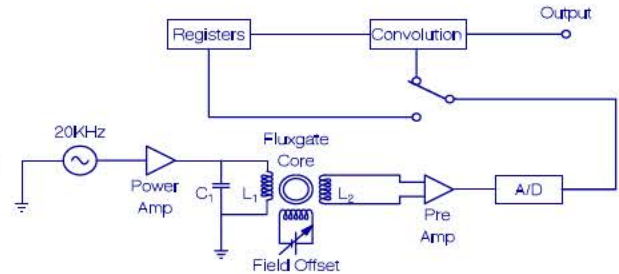 Output
Registers
Convolution
20KHz
Fluxgate
Core
Power
Amp
C1
L1
L2
A/D
Pre
Amp
Field Offset